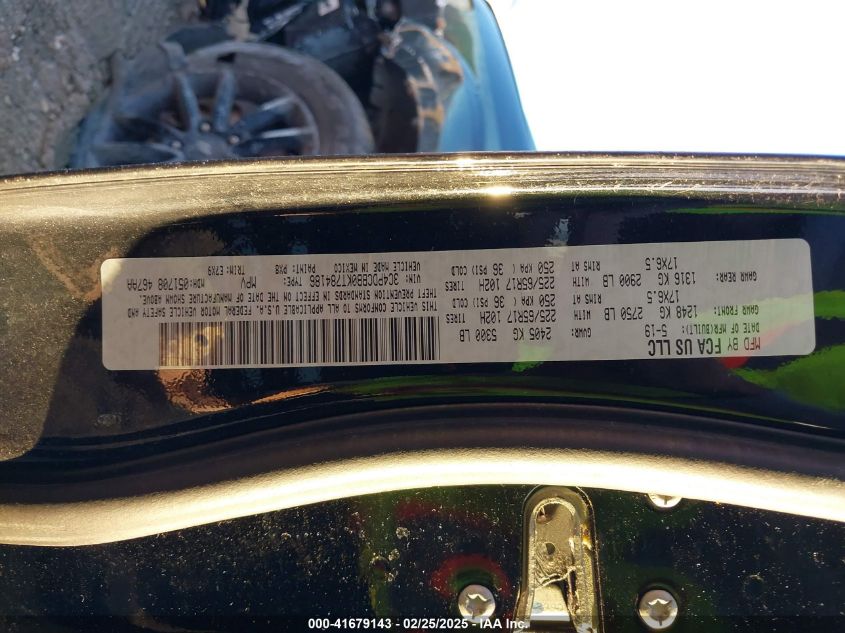 MFD BY FCA US LLC
DATE OF MFR(BUILT): 5-19 GVWR: 2405 KG 5300 LB
GAWR FRONT: 1248 KG 2750 LB WITH 225/65R17 102H TIRES
17X6.5 RIMS AT 250 KPA ( 36 PSI) COLD
GAWR REAR: 1316 KG 2900 LB WITH 225/65R17 102H TIRES
17X6.5 RIMS AT 250 KPA ( 36 PSI) COLD
THIS VEHICLE CONFORMS TO ALL APPLICABLE U.S.A. FEDERAL MOTOR VEHICLE SAFETY AND
THEFT PREVENTION STANDARDS IN EFFECT ON THE DATE OF MANUFACTURE SHOWN ABOVE.
VIN: 3C4PDCBB0KT784186 TYPE: MPV MDH: 051708 467AA
VEHICLE MADE IN MEXICO PAINT: PX8 TRIM: E7X9
000-41679143 - 02/25/2025 - IAA Inc.